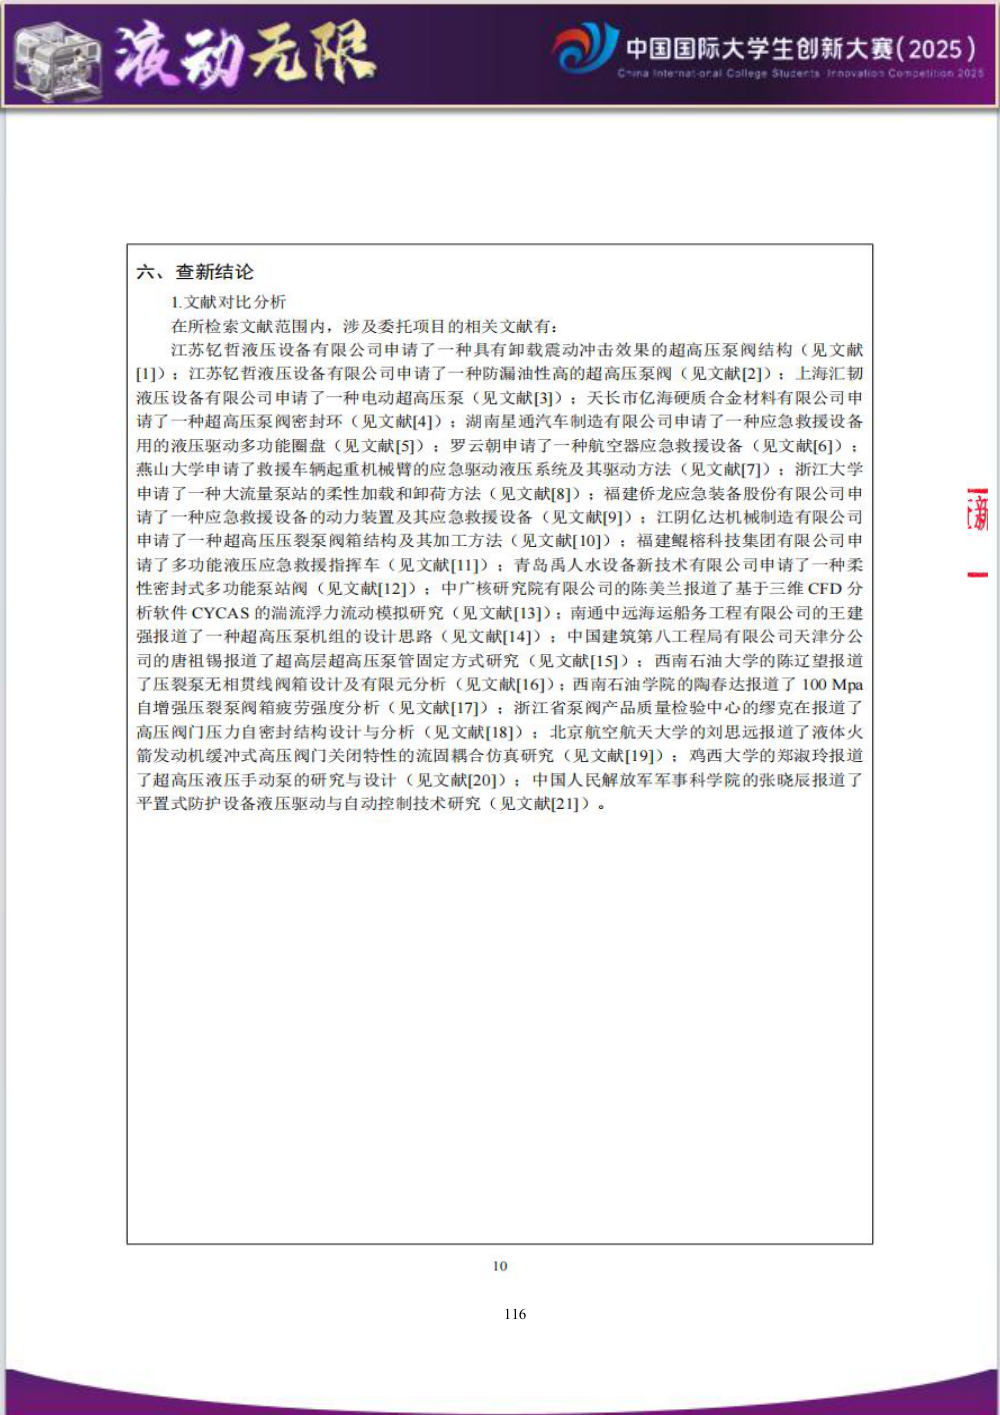 液动无限
中国国际大学生创新大赛(2025)
China International College Students' Innovation Competition 2025
六、查新结论
1.文献对比分析
在所检索文献范围内，涉及委托项目的相关文献有：
江苏钇哲液压设备有限公司申请了一种具有卸载震动冲击效果的超高压泵阀结构（见文献
[1]）；江苏钇哲液压设备有限公司申请了一种防漏油性高的超高压泵阀（见文献[2]）；上海汇韧
液压设备有限公司申请了一种电动超高压泵（见文献[3]）；天长市亿海硬质合金材料有限公司申
请了一种超高压泵阀密封环（见文献[4]）；湖南星通汽车制造有限公司申请了一种应急救援设备
用的液压驱动多功能圈盘（见文献[5]）；罗云朝申请了一种航空器应急救援设备（见文献[6]）；
燕山大学申请了救援车辆起重机械臂的应急驱动液压系统及其驱动方法（见文献[7]）；浙江大学
申请了一种大流量泵站的柔性加载和卸荷方法（见文献[8]）；福建侨龙应急装备股份有限公司申
请了一种应急救援设备的动力装置及其应急救援设备（见文献[9]）；江阴亿达机械制造有限公司
申请了一种超高压压裂泵阀箱结构及其加工方法（见文献[10]）；福建鲲榕科技集团有限公司申
请了多功能液压应急救援指挥车（见文献[11]）；青岛禹人水设备新技术有限公司申请了一种柔
性密封式多功能泵站阀（见文献[12]）；中广核研究院有限公司的陈美兰报道了基于三维 CFD 分
析软件 CYCAS 的湍流浮力流动模拟研究（见文献[13]）；南通中远海运船务工程有限公司的王建
强报道了一种超高压泵机组的设计思路（见文献[14]）；中国建筑第八工程局有限公司天津分公
司的唐祖锡报道了超高层超高压泵管固定方式研究（见文献[15]）；西南石油大学的陈辽望报道
了压裂泵无相贯线阀箱设计及有限元分析（见文献[16]）；西南石油学院的陶春达报道了 100 Mpa
自增强压裂泵阀箱疲劳强度分析（见文献[17]）；浙江省泵阀产品质量检验中心的缪克在报道了
高压阀门压力自密封结构设计与分析（见文献[18]）；北京航空航天大学的刘思远报道了液体火
箭发动机缓冲式高压阀门关闭特性的流固耦合仿真研究（见文献[19]）；鸡西大学的郑淑玲报道
了超高压液压手动泵的研究与设计（见文献[20]）；中国人民解放军军事科学院的张晓辰报道了
平置式防护设备液压驱动与自动控制技术研究（见文献[21]）。
新
10
116